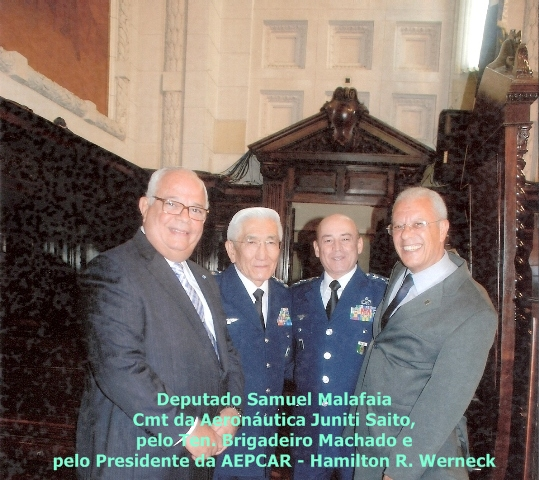 Deputado Samuel Malafaia
Cmt da Aeronáutica Juniti Saito,
pelo Ten. Brigadeiro Machado e
pelo Presidente da AEPCAR - Hamilton R. Werneck